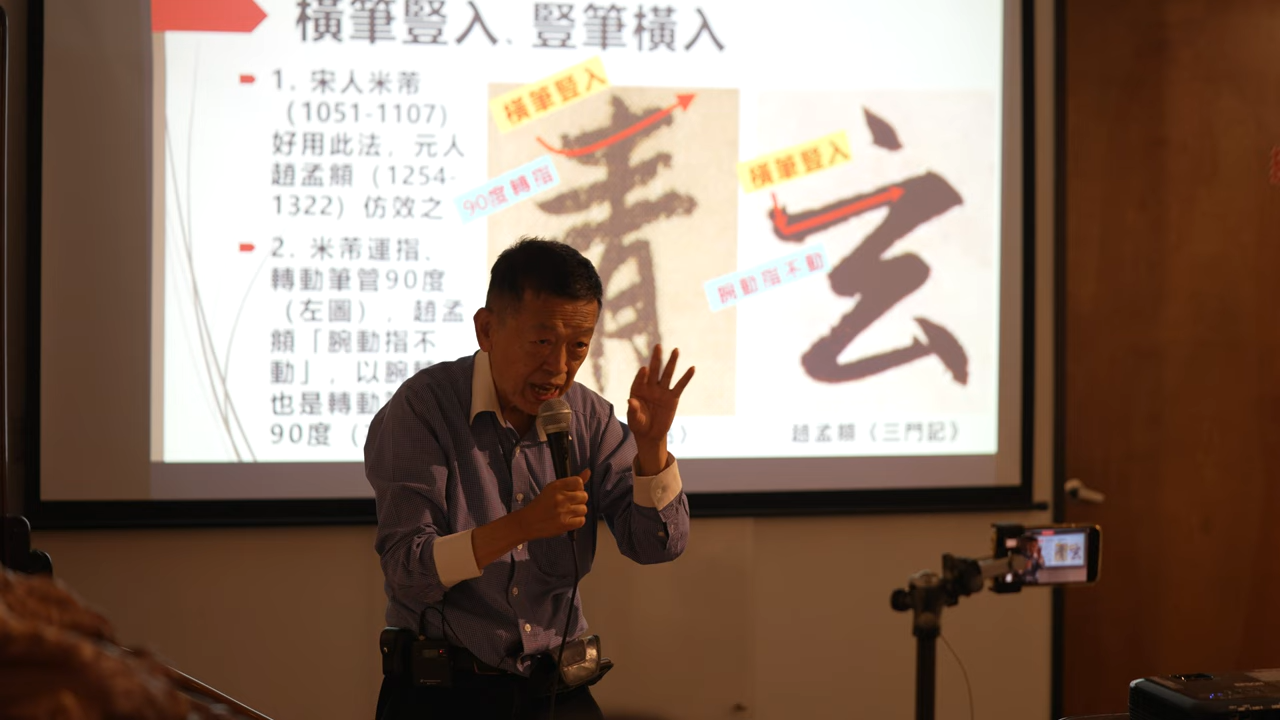 橫筆豎入．豎筆橫入
1. 宋人米芾
(1051-1107)
好用此法，元人
趙孟頫（1254-
1322）仿效之
2. 米芾運指，
轉動筆管90度
（左圖），趙孟
頫「腕動指不
動」，以腕
也是轉動
90度（
橫筆豎入
90度轉指
青
橫筆豎入
腕動指不動
玄
趙孟頫《三門記》